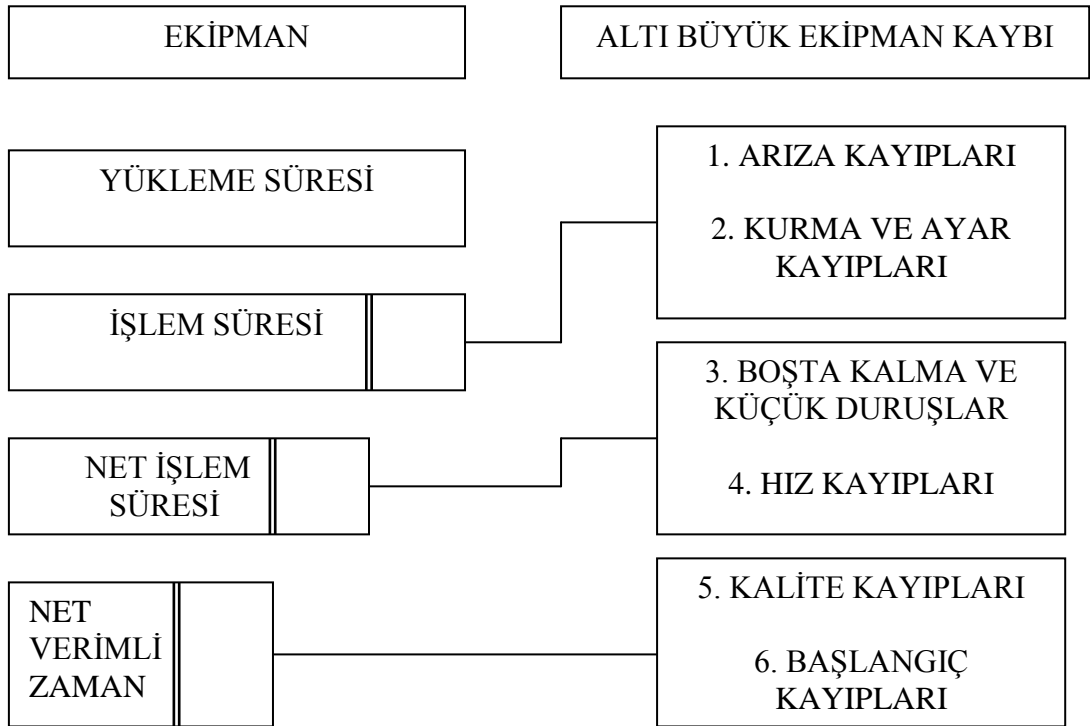 EKİPMAN
ALTI BÜYÜK EKİPMAN KAYBI
YÜKLEME SÜRESİ
1. ARIZA KAYIPLARI
2. KURMA VE AYAR
KAYIPLARI
İŞLEM SÜRESİ
3. BOŞTA KALMA VE
KÜÇÜK DURUŞLAR
4. HIZ KAYIPLARI
NET İŞLEM
SÜRESİ
5. KALİTE KAYIPLARI
6. BAŞLANGIÇ
KAYIPLARI
NET
VERİMLİ
ZAMAN